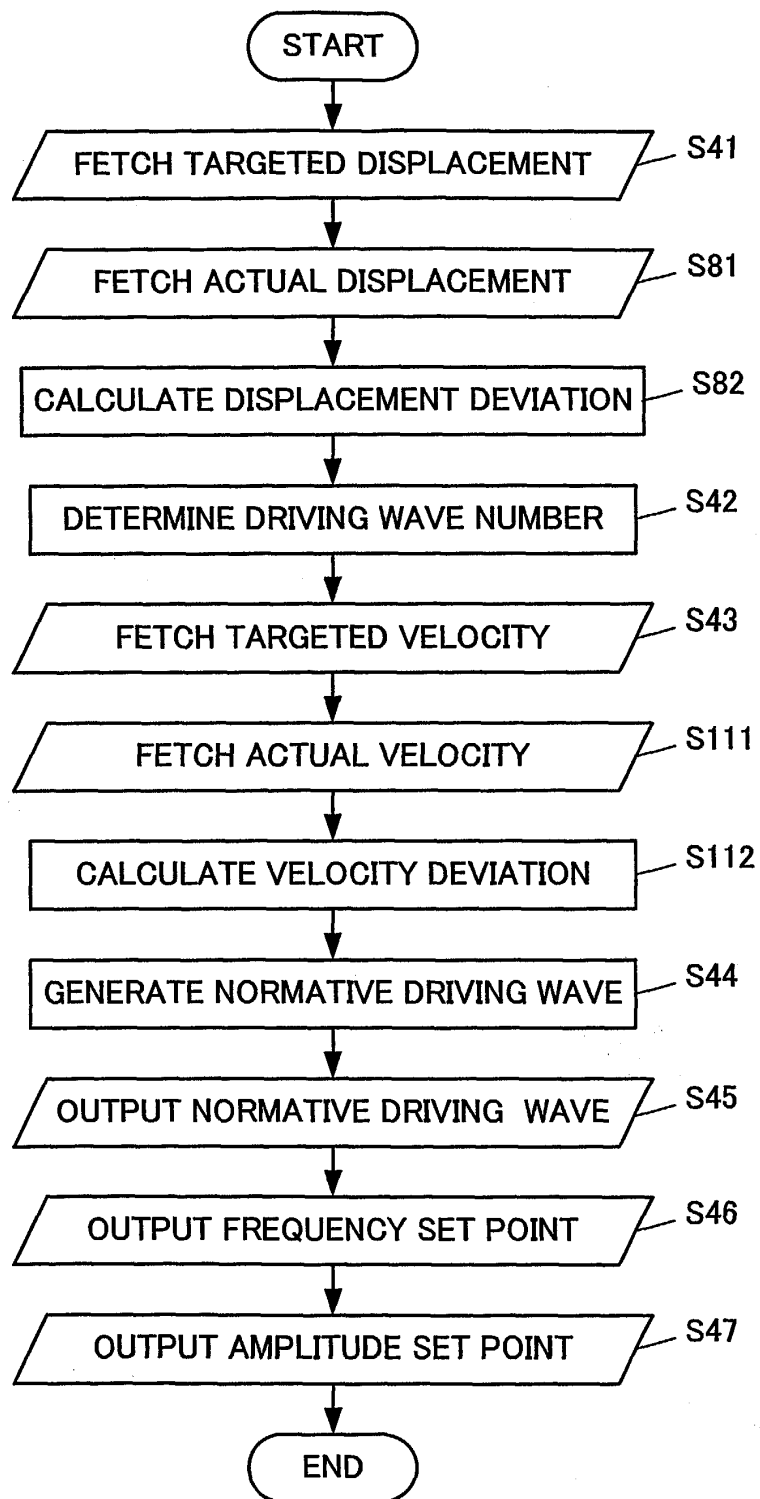 START
FETCH TARGETED DISPLACEMENT
S41
FETCH ACTUAL DISPLACEMENT
S81
CALCULATE DISPLACEMENT DEVIATION
S82
DETERMINE DRIVING WAVE NUMBER
S42
FETCH TARGETED VELOCITY
S43
FETCH ACTUAL VELOCITY
S111
CALCULATE VELOCITY DEVIATION
S112
GENERATE NORMATIVE DRIVING WAVE
S44
OUTPUT NORMATIVE DRIVING WAVE
S45
OUTPUT FREQUENCY SET POINT
S46
OUTPUT AMPLITUDE SET POINT
S47
END